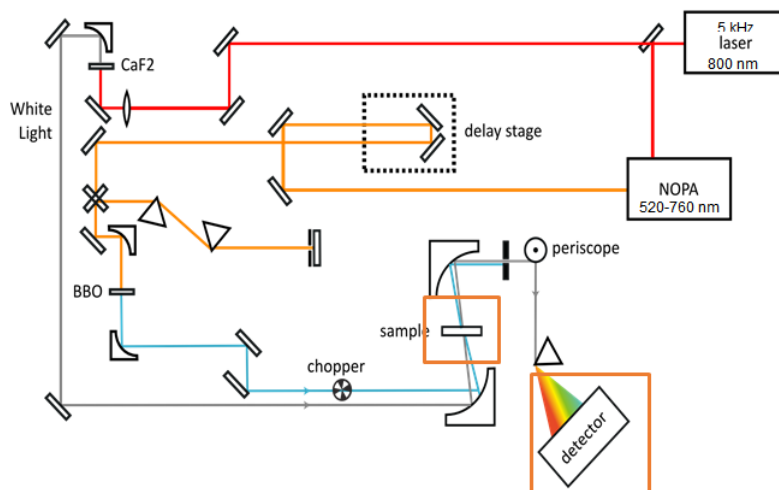 5 kHz
laser
800 nm
CaF2
White
Light
delay stage
NOPA
520-760 nm
periscope
BBO
sample
chopper
detector